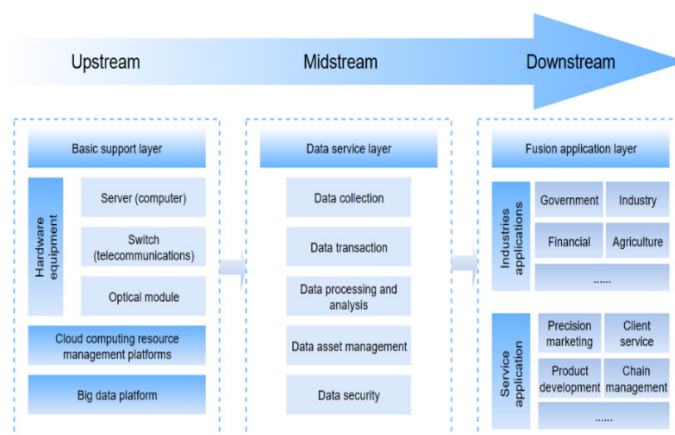 Upstream
Midstream
Downstream
Basic support layer
Hardware
equipment
Server (computer)
Switch
(telecommunications)
Optical module
Cloud computing resource
management platforms
Big data platform
Data service layer
Data collection
Data transaction
Data processing and
analysis
Data asset management
Data security
Fusion application layer
Industries
applications
Government
Industry
Financial
Agriculture
......
Service
application
Precision
marketing
Client
service
Product
development
Chain
management
......